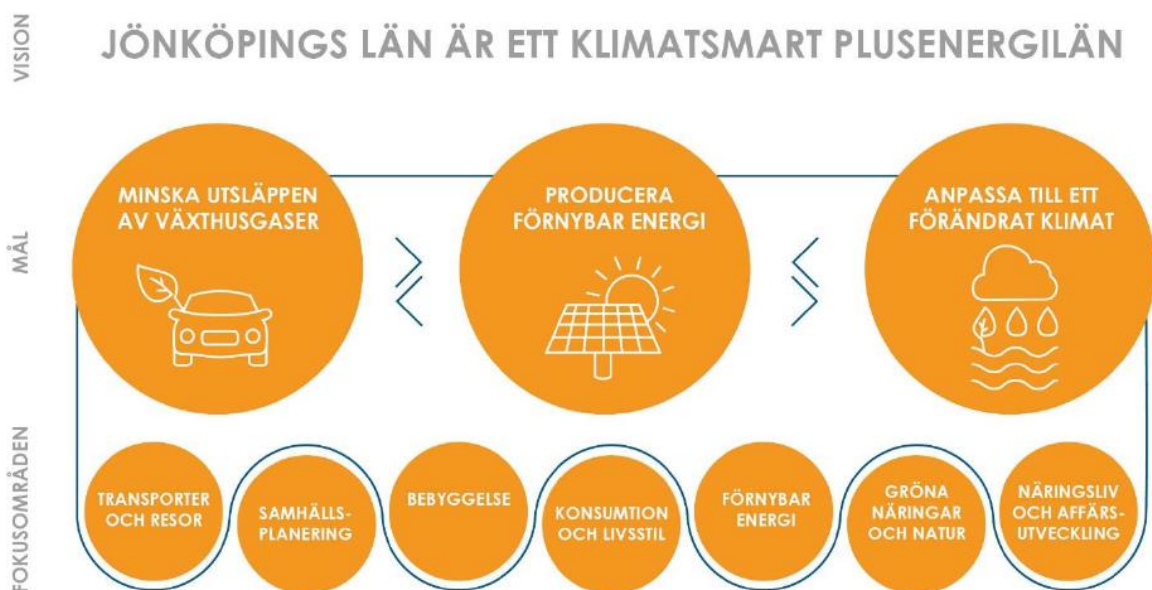 VISION
JÖNKÖPINGS LÄN ÄR ETT KLIMATSMART PLUSENERGILÄN
MÅL
MINSKA UTSLÄPPEN
AV VÄXTHUSGASER
PRODUCERA
FÖRNYBAR ENERGI
ANPASSA TILL ETT
FÖRÄNDRAT KLIMAT
FOKUSOMRÅDEN
TRANSPORTER
OCH RESOR
SAMHÄLLS-
PLANERING
BEBYGGELSE
KONSUMTION
OCH LIVSSTIL
FÖRNYBAR
ENERGI
GRÖNA
NÄRINGAR
OCH NATUR
NÄRINGSLIV
OCH AFFÄRS-
UTVECKLING